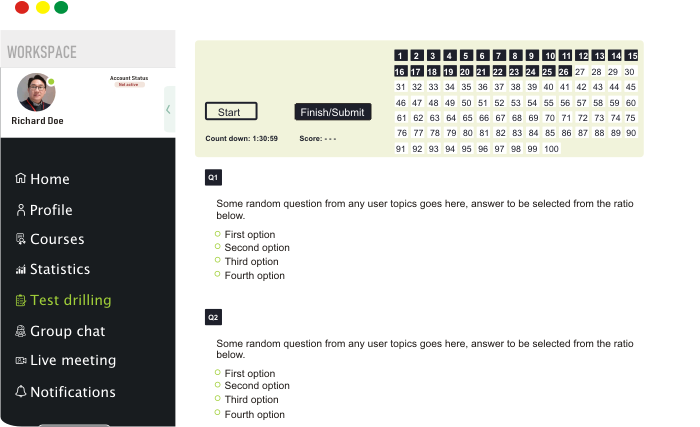 WORKSPACE
Account Status
Not active
Richard Doe
Home
Profile
Courses
Statistics
Test drilling
Group chat
Live meeting
Notifications
Start
Finish/Submit
Count down: 1:30:59
Score: - - -
1 2 3 4 5 6 7 8 9 10 11 12 13 14 15
16 17 18 19 20 21 22 23 24 25 26 27 28 29 30
31 32 33 34 35 36 37 38 39 40 41 42 43 44 45
46 47 48 49 50 51 52 53 54 55 56 57 58 59 60
61 62 63 64 65 66 67 68 69 70 71 72 73 74 75
76 77 78 79 80 81 82 83 84 85 86 87 88 89 90
91 92 93 94 95 96 97 98 99 100
Q1
Some random question from any user topics goes here, answer to be selected from the ratio
below.
First option
Second option
Third option
Fourth option
Q2
Some random question from any user topics goes here, answer to be selected from the ratio
below.
First option
Second option
Third option
Fourth option